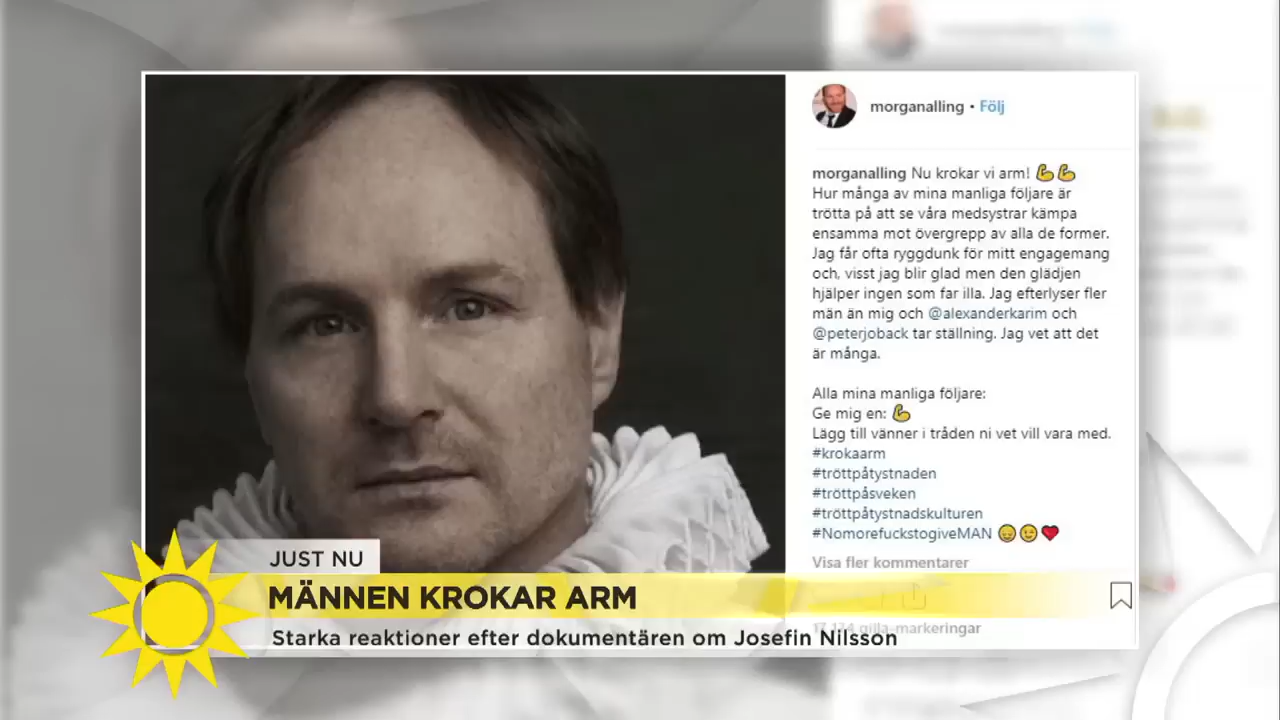 morganalling • Följ
morganalling Nu krokar vi arm! 💪💪
Hur många av mina manliga följare är
trötta på att se våra medsystrar kämpa
ensamma mot övergrepp av alla de former.
Jag får ofta ryggdunk för mitt engagemang
och, visst jag blir glad men den glädjen
hjälper ingen som far illa. Jag efterlyser fler
män än mig och @alexanderkarim och
@peterjoback tar ställning. Jag vet att det
är många.
Alla mina manliga följare:
Ge mig en: 💪
Lägg till vänner i tråden ni vet vill vara med.
#krokaarm
#tröttpåtystnaden
#tröttpåsveken
#tröttpåtystnadskulturen
#NomorefuckstogiveMAN 😑😉❤️
Visa fler kommentarer
17 174 gilla-markeringar
JUST NU
MÄNNEN KROKAR ARM
Starka reaktioner efter dokumentären om Josefin Nilsson